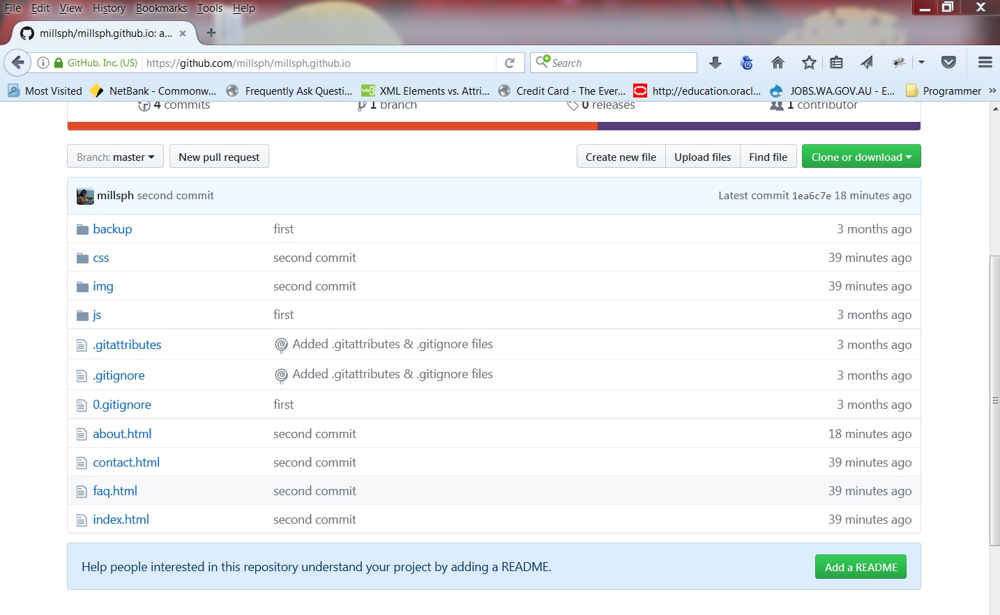 File Edit View History Bookmarks Tools Help
millsph/millsph.github.io: a...
GitHub, Inc. (US) https://github.com/millsph/millsph.github.io Search
Most Visited NetBank - Commonw... Frequently Ask Questi... XML Elements vs. Attri... Credit Card - The Ever... http://education.oracl... JOBS.WA.GOV.AU - E... Programmer »
4 commits 1 branch 0 releases 1 contributor
Branch: master New pull request Create new file Upload files Find file Clone or download
millsph second commit Latest commit 1ea6c7e 18 minutes ago
backup first 3 months ago
css second commit 39 minutes ago
img second commit 39 minutes ago
js first 3 months ago
.gitattributes Added .gitattributes & .gitignore files 3 months ago
.gitignore Added .gitattributes & .gitignore files 3 months ago
0.gitignore first 3 months ago
about.html second commit 18 minutes ago
contact.html second commit 39 minutes ago
faq.html second commit 39 minutes ago
index.html second commit 39 minutes ago
Help people interested in this repository understand your project by adding a README. Add a README